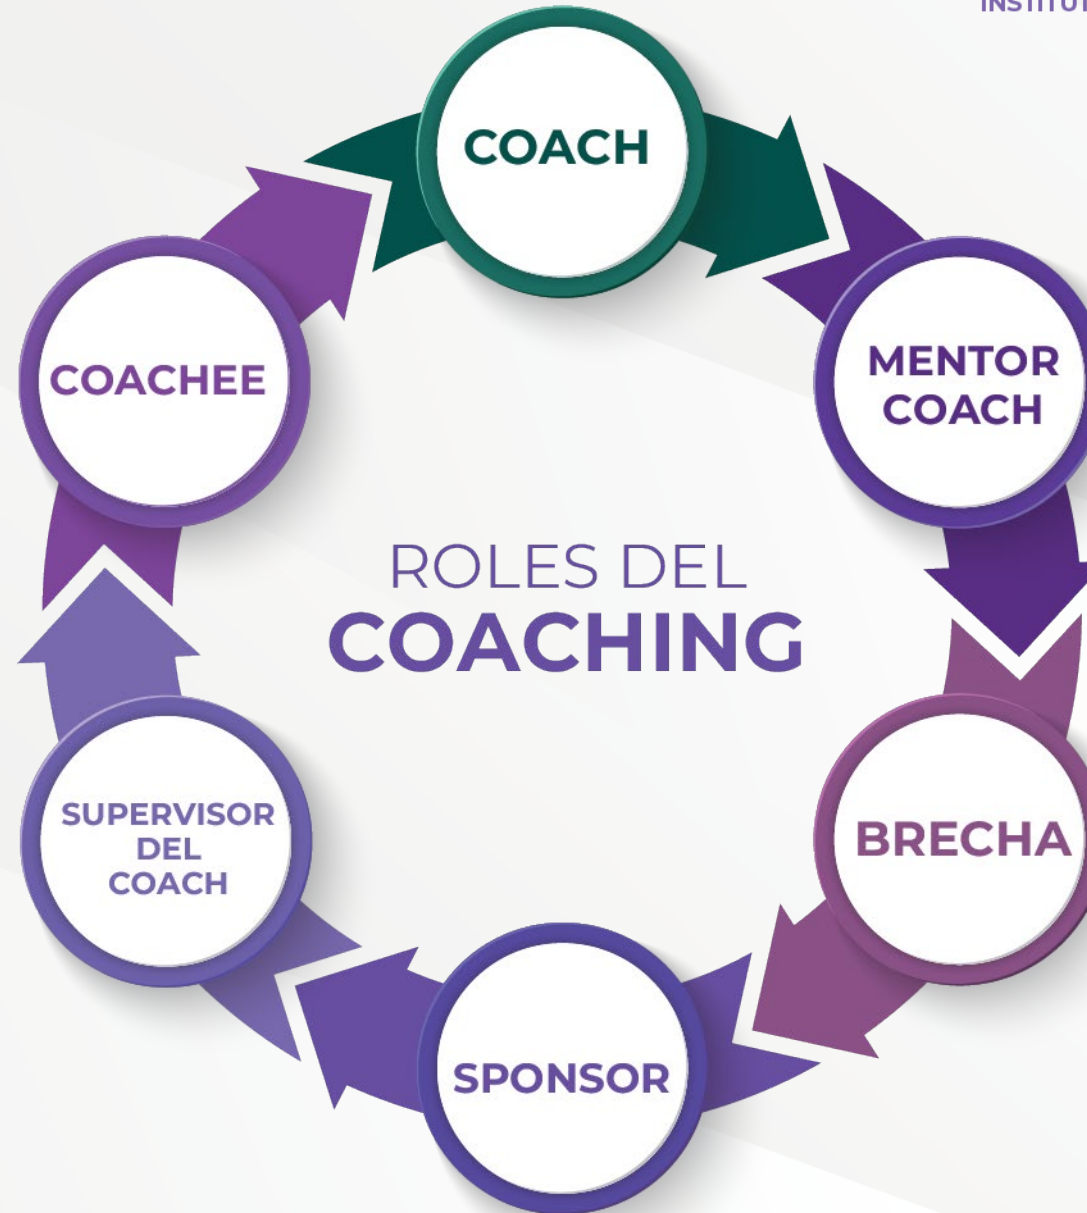 COACH
MENTOR
COACH
BRECHA
SPONSOR
SUPERVISOR
DEL
COACH
COACHEE
ROLES DEL
COACHING